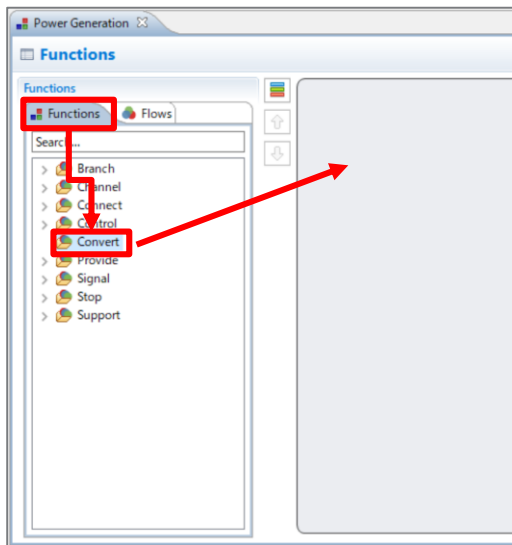 Power Generation
Functions
Functions
Functions Flows
Search...
Branch
Channel
Connect
Control
Convert
Provide
Signal
Stop
Support